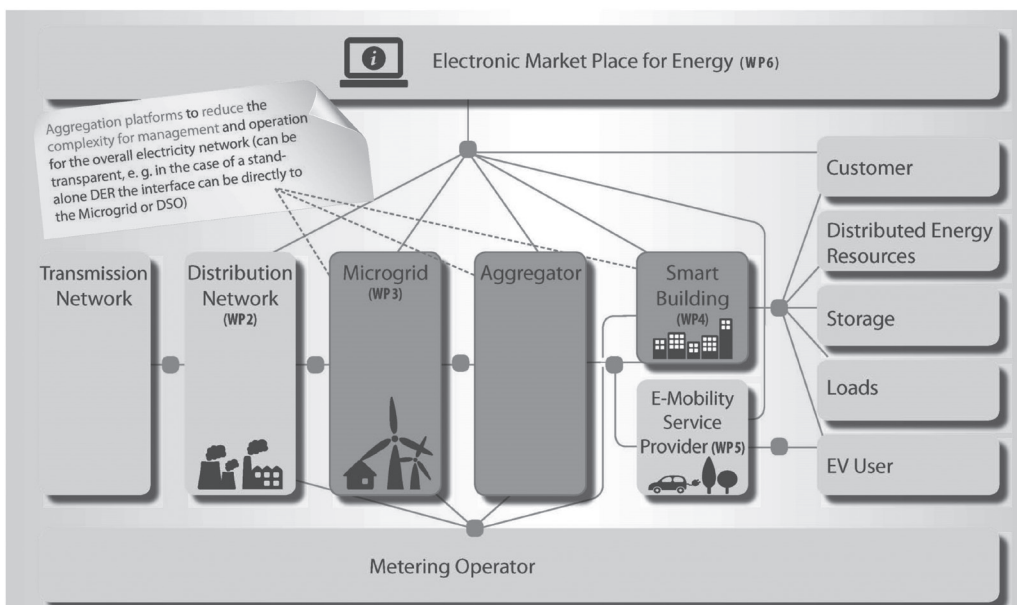 Electronic Market Place for Energy (WP6)
Aggregation platforms to reduce the
complexity for management and operation
for the overall electricity network (can be
transparent, e. g. in the case of a stand-
alone DER the interface can be directly to
the Microgrid or DSO)
Transmission
Network
Distribution
Network
(WP2)
Microgrid
(WP3)
Aggregator
Smart
Building
(WP4)
E-Mobility
Service
Provider (WP5)
Customer
Distributed Energy
Resources
Storage
Loads
EV User
Metering Operator